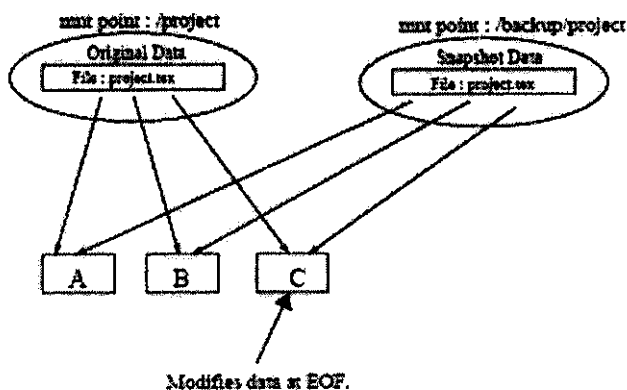 mnt point : /project
Original Data
File : project.tex
mnt point : /backup/project
Snapshot Data
File : project.tex
A
B
C
Modifies data at EOF.